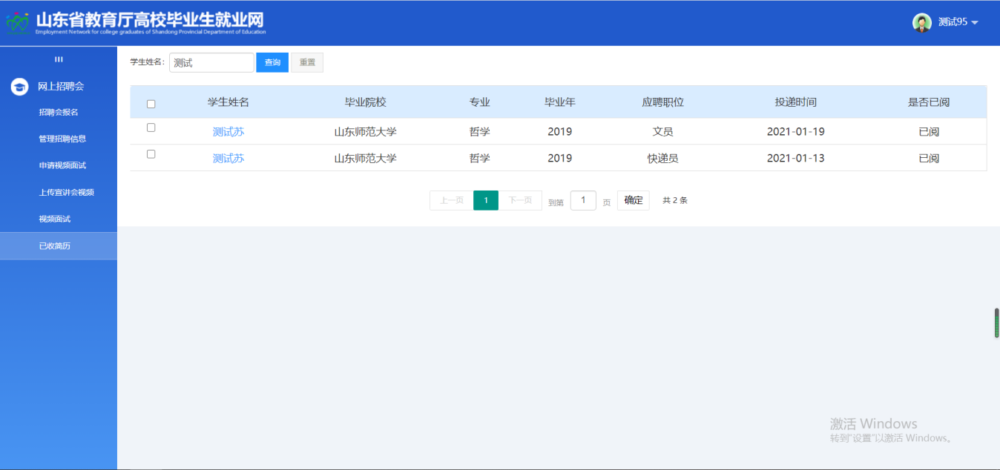 山东省教育厅高校毕业生就业网
Employment Network for college graduates of Shandong Provincial Department of Education
测试95
网上招聘会
招聘会报名
管理招聘信息
申请视频面试
上传宣讲会视频
视频面试
已收简历
学生姓名： 测试 查询 重置
学生姓名 毕业院校 专业 毕业年 应聘职位 投递时间 是否已阅
测试苏 山东师范大学 哲学 2019 文员 2021-01-19 已阅
测试苏 山东师范大学 哲学 2019 快递员 2021-01-13 已阅
上一页 1 下一页 到第 1 页 确定 共 2 条
激活 Windows
转到"设置"以激活 Windows。